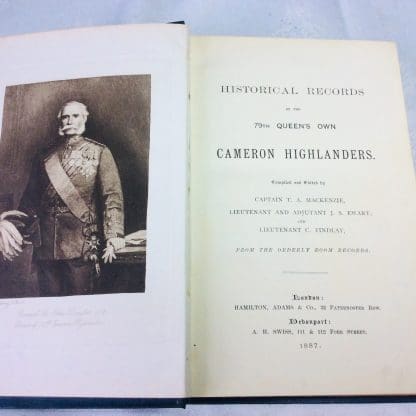 HISTORICAL RECORDS
OF THE
79TH QUEEN'S OWN
CAMERON HIGHLANDERS.
Compiled and Edited by
CAPTAIN T. A. MACKENZIE,
LIEUTENANT AND ADJUTANT J. S. EWART,
AND
LIEUTENANT C. FINDLAY,
FROM THE ORDERLY ROOM RECORDS.
London:
HAMILTON, ADAMS & Co., 32 PATERNOSTER ROW.
Devonport:
A. H. SWISS, 111 & 112 FORE STREET.
1887.